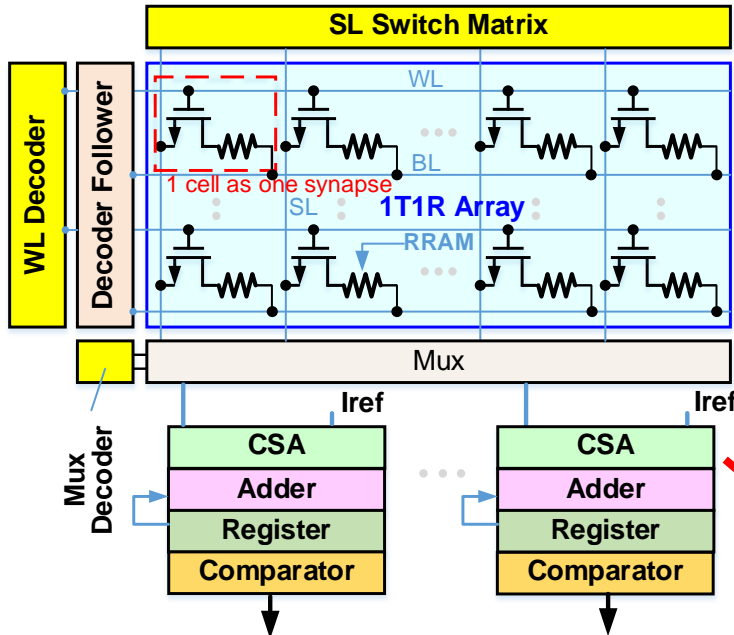 SL Switch Matrix
WL Decoder
Decoder Follower
WL
BL
1 cell as one synapse
SL
1T1R Array
RRAM
Mux
Mux
Decoder
Iref
Iref
CSA
Adder
Register
Comparator
CSA
Adder
Register
Comparator